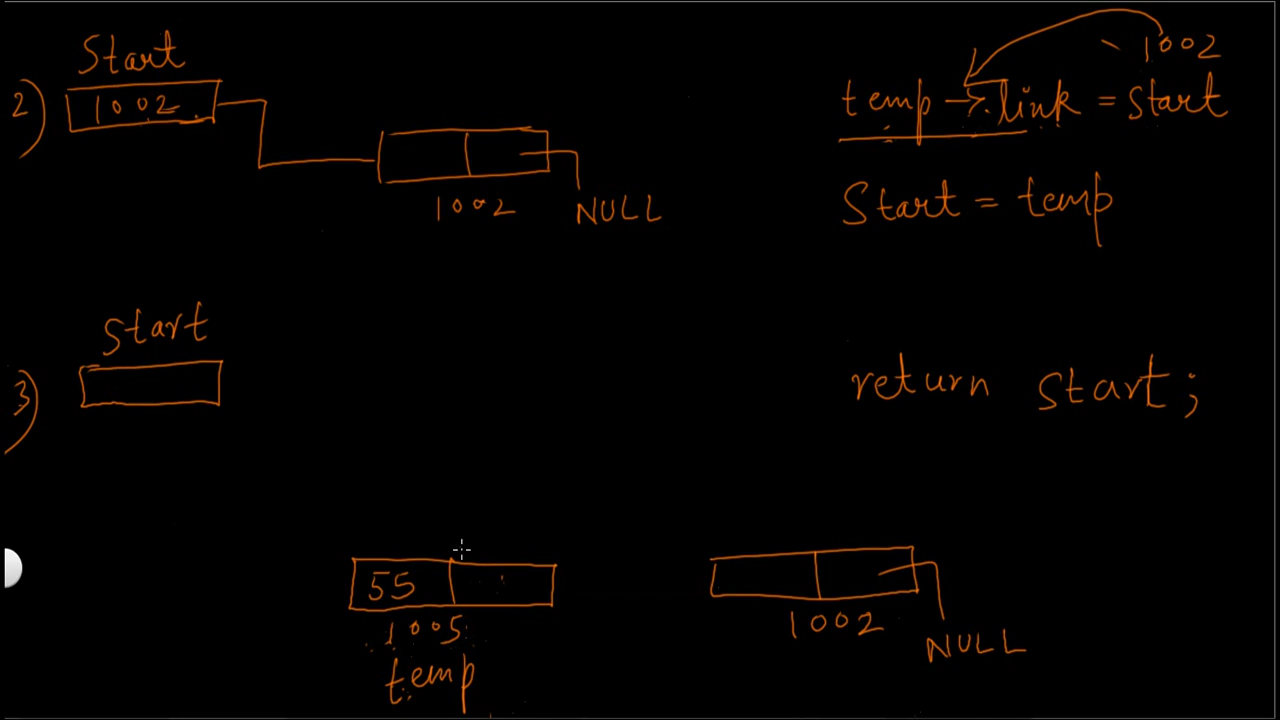 Start
2) 1002
1002
NULL
1002
temp → link = Start
Start = temp
Start
3)
return Start;
55
1005
temp
1002
NULL